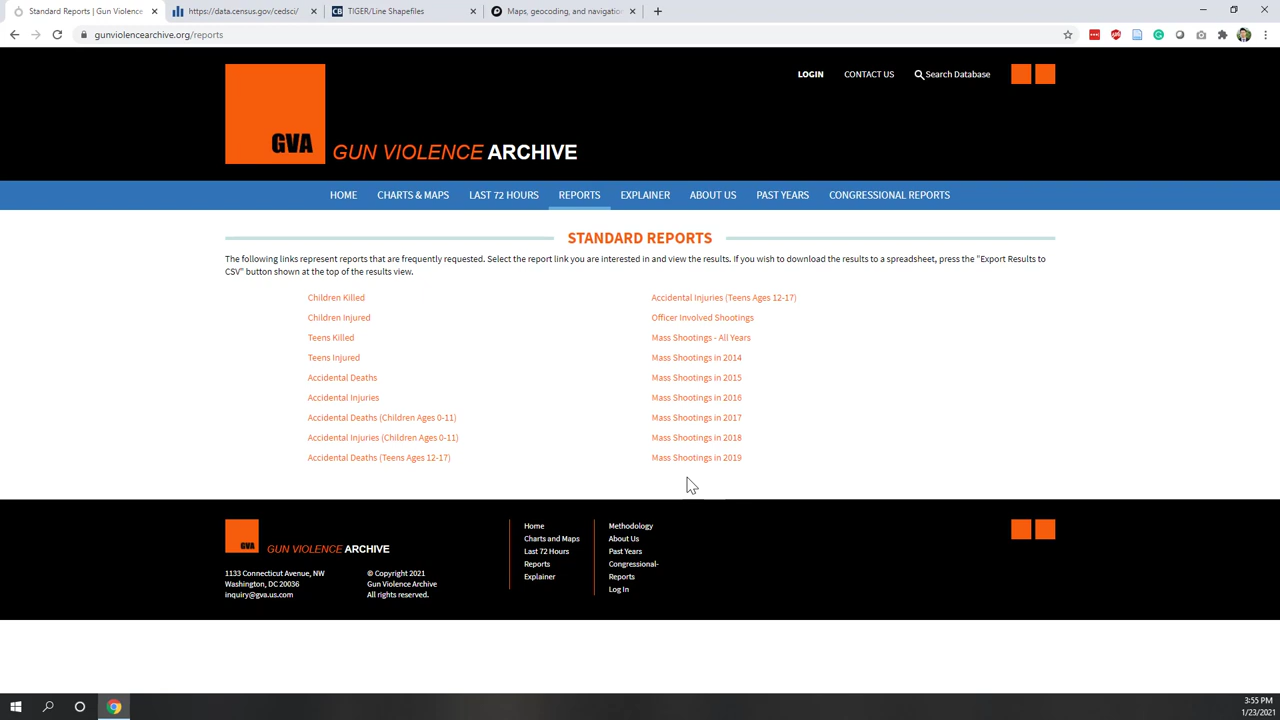 Standard Reports | Gun Violence
https://data.census.gov/cedsci/
TIGER/Line Shapefiles
Maps, geocoding, and navigation
gunviolencearchive.org/reports
LOGIN
CONTACT US
Search Database
GVA
GUN VIOLENCE ARCHIVE
HOME
CHARTS & MAPS
LAST 72 HOURS
REPORTS
EXPLAINER
ABOUT US
PAST YEARS
CONGRESSIONAL REPORTS
STANDARD REPORTS
The following links represent reports that are frequently requested. Select the report link you are interested in and view the results. If you wish to download the results to a spreadsheet, press the "Export Results to
CSV" button shown at the top of the results view.
Children Killed
Children Injured
Teens Killed
Teens Injured
Accidental Deaths
Accidental Injuries
Accidental Deaths (Children Ages 0-11)
Accidental Injuries (Children Ages 0-11)
Accidental Deaths (Teens Ages 12-17)
Accidental Injuries (Teens Ages 12-17)
Officer Involved Shootings
Mass Shootings - All Years
Mass Shootings in 2014
Mass Shootings in 2015
Mass Shootings in 2016
Mass Shootings in 2017
Mass Shootings in 2018
Mass Shootings in 2019
GVA
GUN VIOLENCE ARCHIVE
1133 Connecticut Avenue, NW
Washington, DC 20036
inquiry@gva.us.com
© Copyright 2021
Gun Violence Archive
All rights reserved.
Home
Charts and Maps
Last 72 Hours
Reports
Explainer
Methodology
About Us
Past Years
Congressional-
Reports
Log In
3:55 PM
1/23/2021